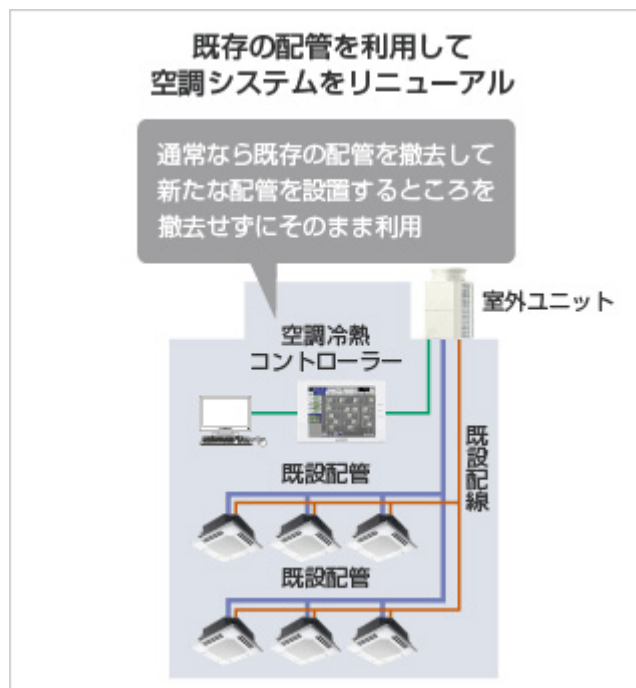 既存の配管を利用して
空調システムをリニューアル
通常なら既存の配管を撤去して
新たな配管を設置するところを
撤去せずにそのまま利用
室外ユニット
空調冷熱
コントローラー
既設配線
既設配管
既設配管